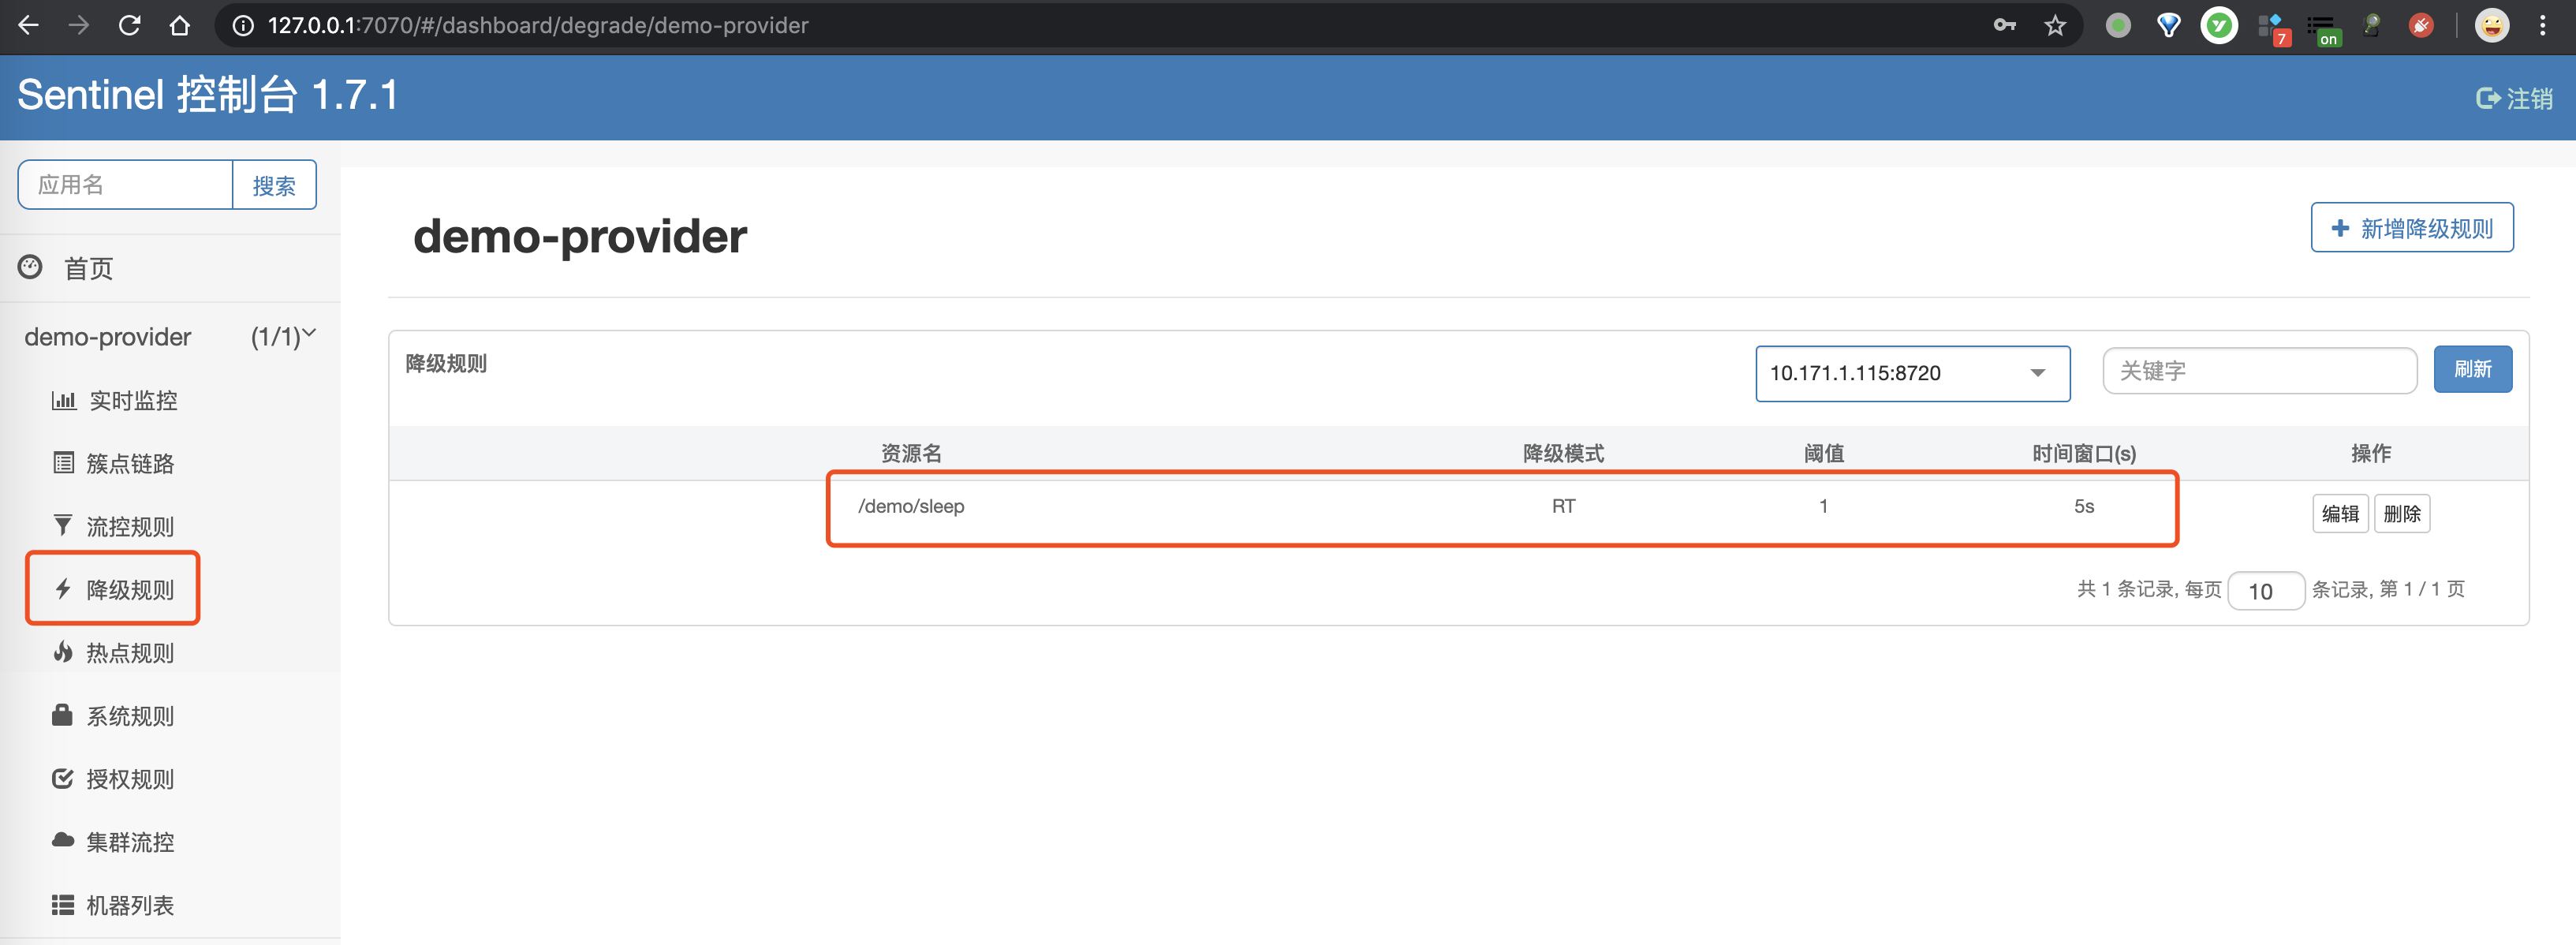 127.0.0.1:7070/#/dashboard/degrade/demo-provider
7
on
Sentinel 控制台 1.7.1
注销
应用名
搜索
首页
demo-provider (1/1)
实时监控
簇点链路
流控规则
降级规则
热点规则
系统规则
授权规则
集群流控
机器列表
demo-provider
新增降级规则
降级规则
10.171.1.115:8720
关键字
刷新
资源名 降级模式 阈值 时间窗口(s) 操作
/demo/sleep RT 1 5s 编辑 删除
共 1 条记录, 每页 10 条记录, 第 1 / 1 页